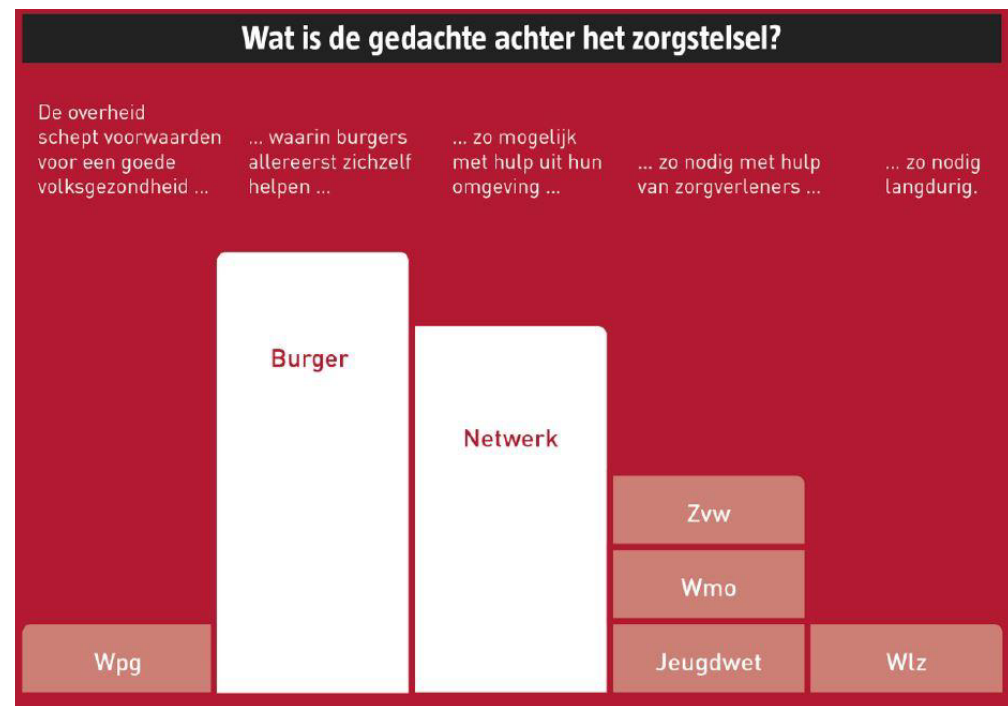 Wat is de gedachte achter het zorgstelsel?
De overheid
schept voorwaarden
voor een goede
volksgezondheid ...
... waarin burgers
allereerst zichzelf
helpen ...
... zo mogelijk
met hulp uit hun
omgeving ...
... zo nodig met hulp
van zorgverleners ...
... zo nodig
langdurig.
Burger
Netwerk
Zvw
Wmo
Wpg
Jeugdwet
Wlz